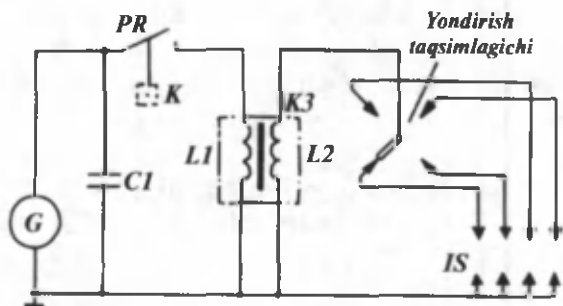 Yondirish
taqsimlagichi
PR
K
K3
L1
L2
C1
G
IS